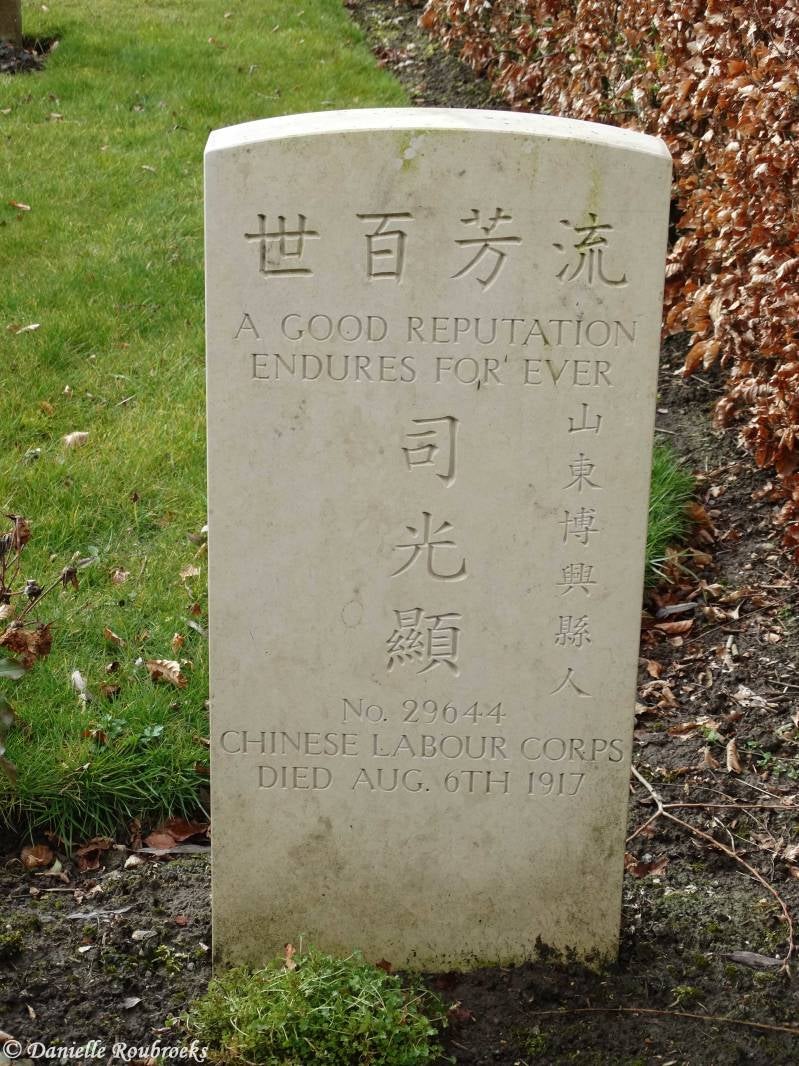 流芳百世
A GOOD REPUTATION
ENDURES FOR EVER
山東博興縣人
司光顯
No. 29644
CHINESE LABOUR CORPS
DIED AUG. 6TH 1917
© Danielle Roubroeks